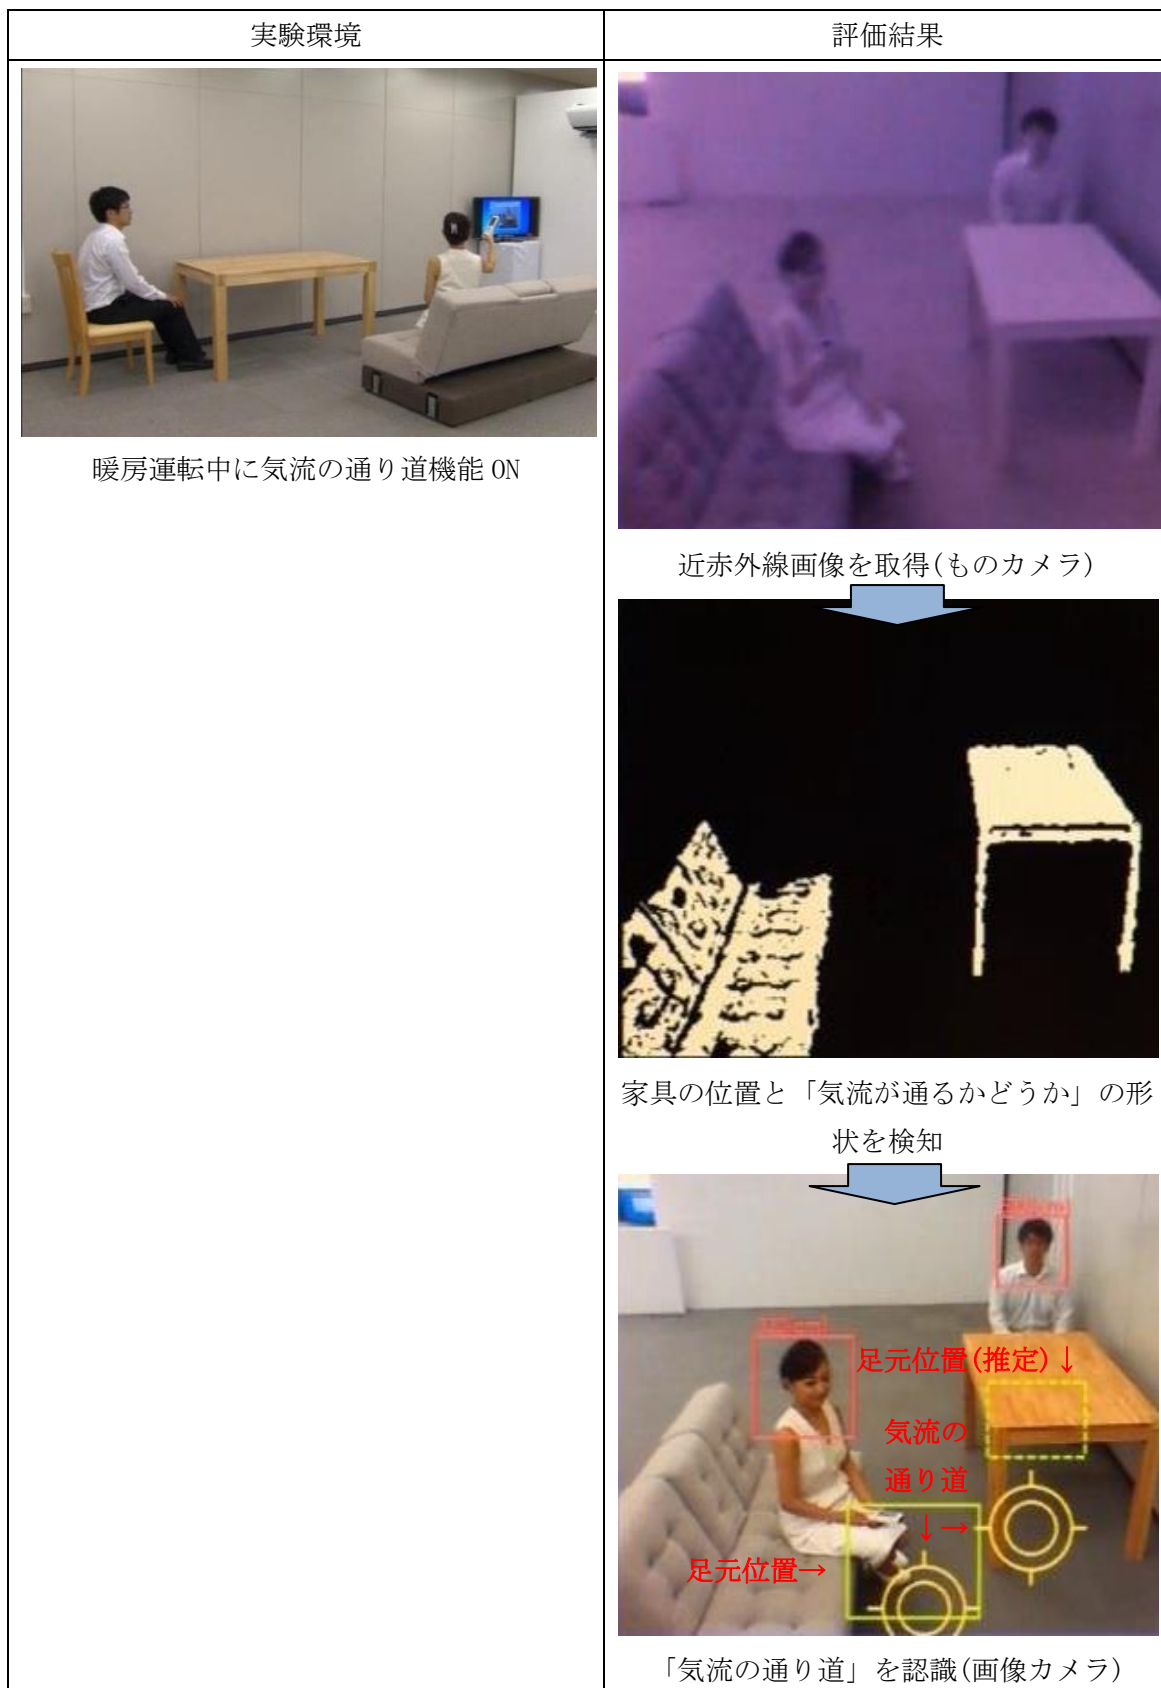 実験環境
評価結果
暖房運転中に気流の通り道機能 ON
近赤外線画像を取得(ものカメラ)
家具の位置と「気流が通るかどうか」の形
状を検知
足元位置(推定)↓
気流の
通り道
↓→
足元位置→
「気流の通り道」を認識(画像カメラ)